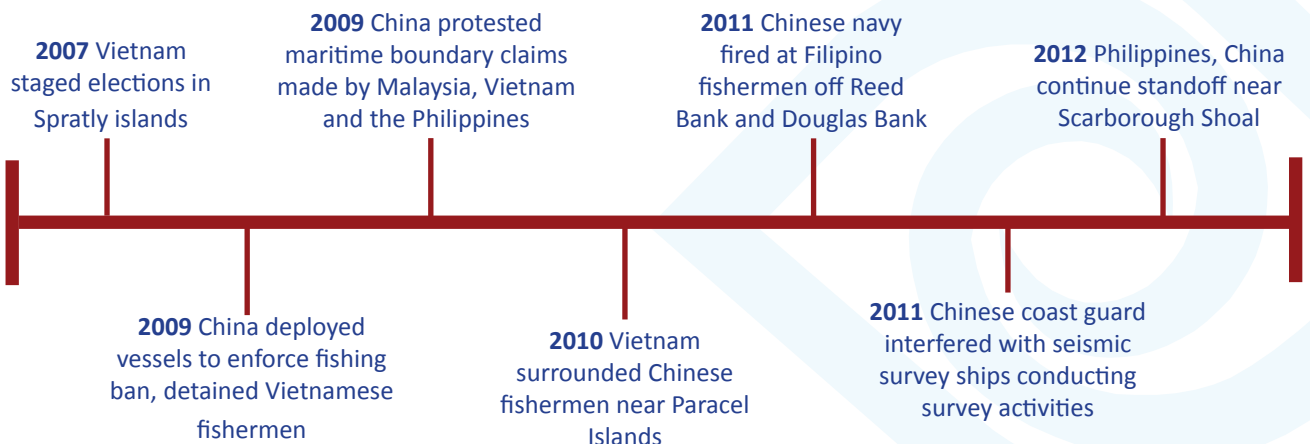 2007 Vietnam
staged elections in
Spratly islands
2009 China deployed
vessels to enforce fishing
ban, detained Vietnamese
fishermen
2009 China protested
maritime boundary claims
made by Malaysia, Vietnam
and the Philippines
2010 Vietnam
surrounded Chinese
fishermen near Paracel
Islands
2011 Chinese navy
fired at Filipino
fishermen off Reed
Bank and Douglas Bank
2011 Chinese coast guard
interfered with seismic
survey ships conducting
survey activities
2012 Philippines, China
continue standoff near
Scarborough Shoal